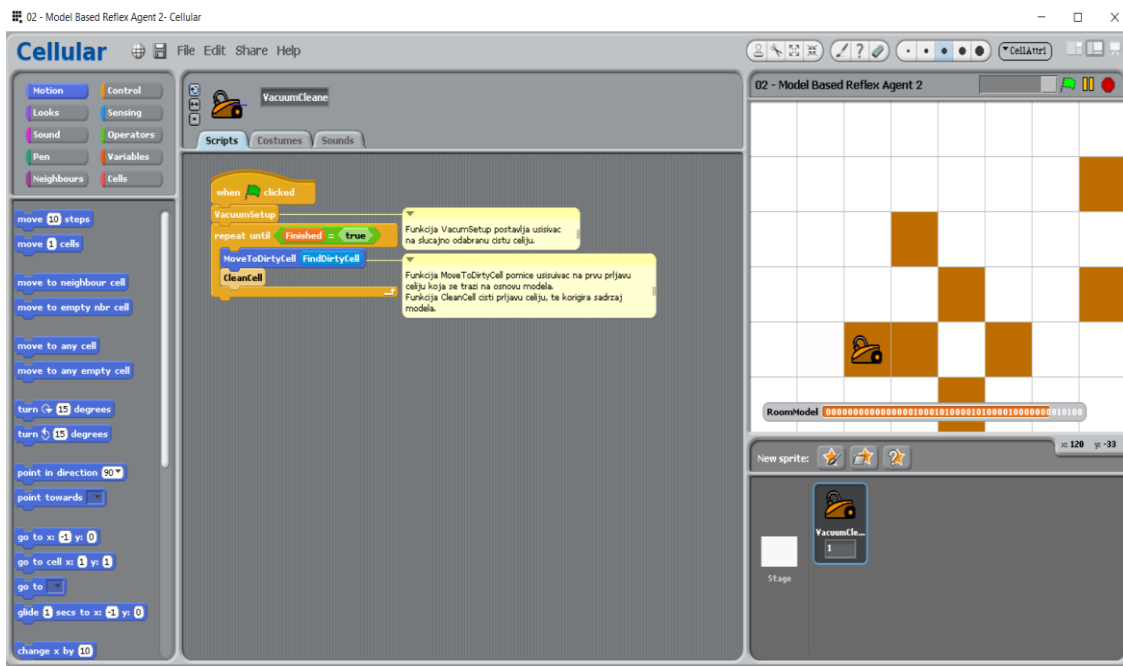 02 - Model Based Reflex Agent 2- Cellular
Cellular File Edit Share Help
CellAttr1
Motion Control
Looks Sensing
Sound Operators
Pen Variables
Neighbours Cells
move 10 steps
move 1 cells
move to neighbour cell
move to empty nbr cell
move to any cell
move to any empty cell
turn 15 degrees
turn 15 degrees
point in direction 90
point towards
go to x: -1 y: 0
go to cell x: 1 y: 1
go to
glide 1 secs to x: -1 y: 0
change x by 10
VacuumCleane
Scripts Costumes Sounds
when clicked
VacuumSetup
repeat until Finished = true
MoveToDirtyCell FindDirtyCell
CleanCell
Funkcija VacumSetup postavlja usisivac
na slucajno odabranu cistu celiju.
Funkcija MoveToDirtyCell pomice usisuivac na prvu prljavu
celiju koja se trazi na osnovu modela.
Funkcija CleanCell cisti prljavu celiju, te korigira sadrzaj
modela.
02 - Model Based Reflex Agent 2
RoomModel
x: 120 y: -33
New sprite:
VacuumCle...
1
Stage